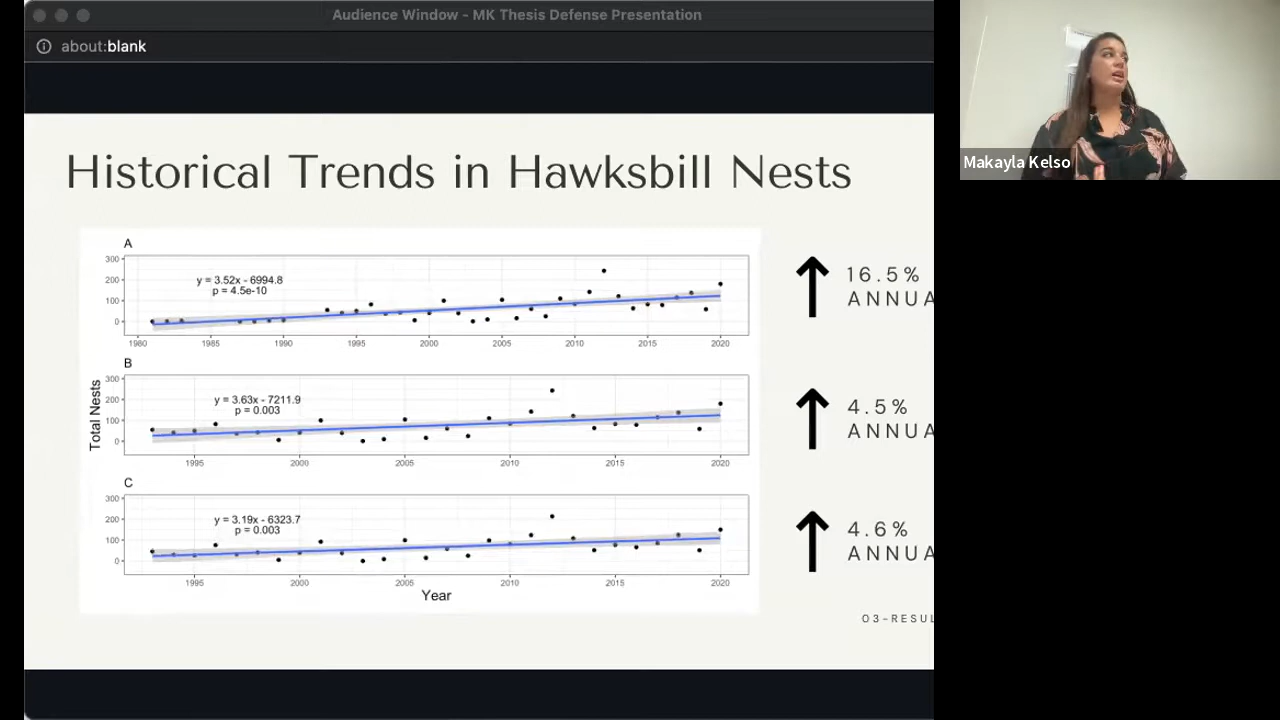 Audience Window - MK Thesis Defense Presentation
about:blank
Makayla Kelso
Historical Trends in Hawksbill Nests
A
y = 3.52x - 6994.8
p = 4.5e-10
300
200
100
0
1980 1985 1990 1995 2000 2005 2010 2015 2020
16.5%
ANNUA
B
y = 3.63x - 7211.9
p = 0.003
300
200
100
0
1995 2000 2005 2010 2015 2020
4.5%
ANNUA
Total Nests
C
y = 3.19x - 6323.7
p = 0.003
300
200
100
0
1995 2000 2005 2010 2015 2020
Year
4.6%
ANNUA
03-RESUL